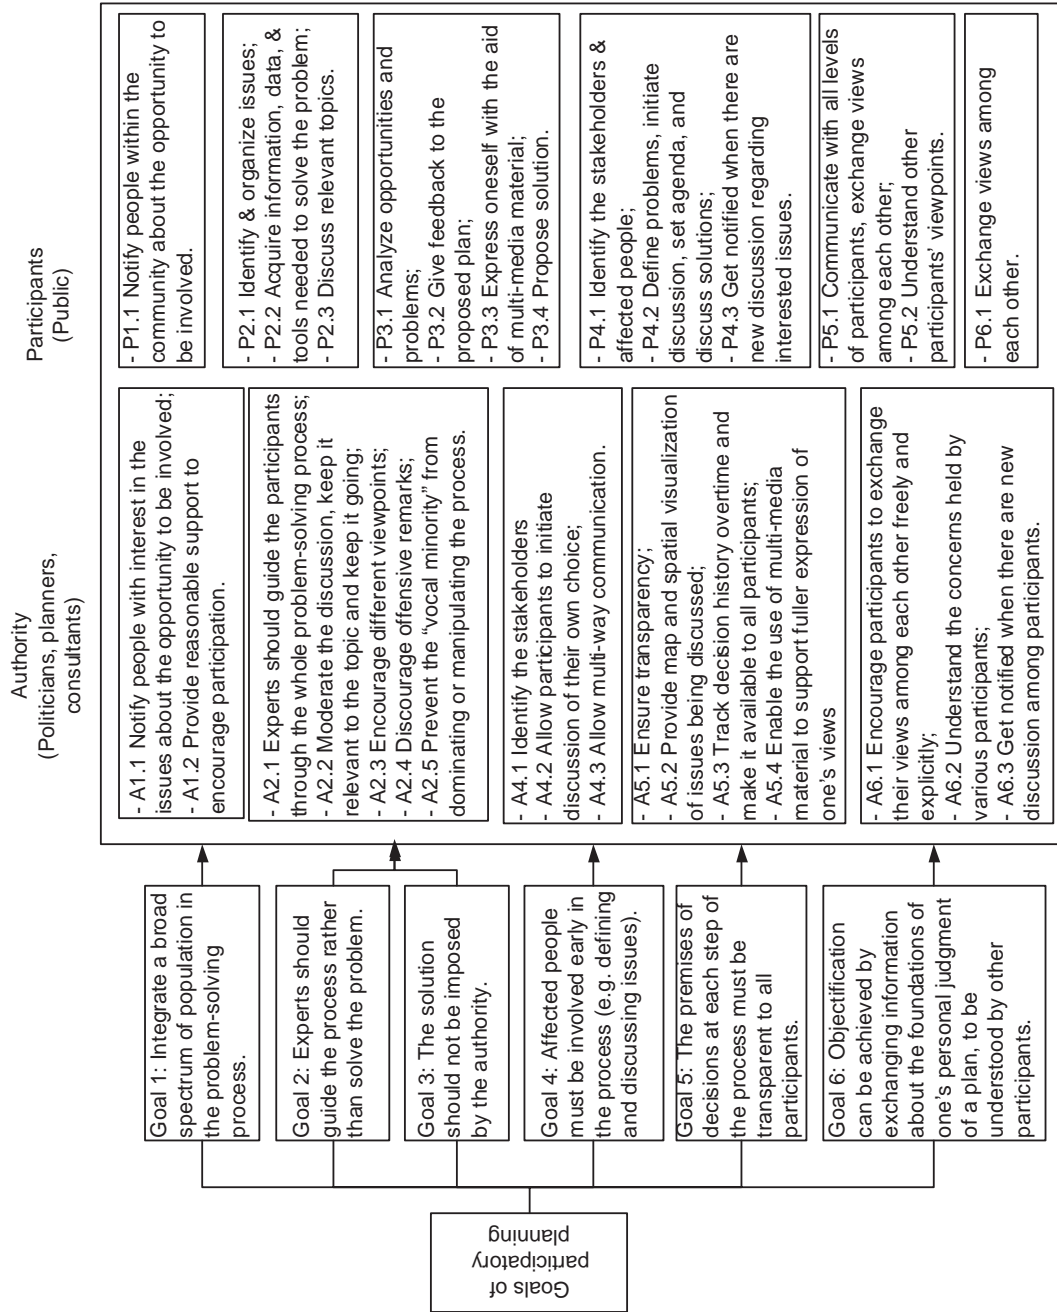 Authority
(Politicians, planners,
consultants)
Participants
(Public)
Goals of
participatory
planning
Goal 1: Integrate a broad
spectrum of population in
the problem-solving
process.
- A1.1 Notify people with interest in the
issues about the opportunity to be involved;
- A1.2 Provide reasonable support to
encourage participation.
- P1.1 Notify people within the
community about the opportunity to
be involved.
Goal 2: Experts should
guide the process rather
than solve the problem.
Goal 3: The solution
should not be imposed
by the authority.
- A2.1 Experts should guide the participants
through the whole problem-solving process;
- A2.2 Moderate the discussion, keep it
relevant to the topic and keep it going;
- A2.3 Encourage different viewpoints;
- A2.4 Discourage offensive remarks;
- A2.5 Prevent the “vocal minority” from
dominating or manipulating the process.
- P2.1 Identify & organize issues;
- P2.2 Acquire information, data, &
tools needed to solve the problem;
- P2.3 Discuss relevant topics.
- P3.1 Analyze opportunities and
problems;
- P3.2 Give feedback to the
proposed plan;
- P3.3 Express oneself with the aid
of multi-media material;
- P3.4 Propose solution.
Goal 4: Affected people
must be involved early in
the process (e.g. defining
and discussing issues).
- A4.1 Identify the stakeholders
- A4.2 Allow participants to initiate
discussion of their own choice;
- A4.3 Allow multi-way communication.
- P4.1 Identify the stakeholders &
affected people;
- P4.2 Define problems, initiate
discussion, set agenda, and
discuss solutions;
- P4.3 Get notified when there are
new discussion regarding
interested issues.
Goal 5: The premises of
decisions at each step of
the process must be
transparent to all
participants.
- A5.1 Ensure transparency;
- A5.2 Provide map and spatial visualization
of issues being discussed;
- A5.3 Track decision history overtime and
make it available to all participants;
- A5.4 Enable the use of multi-media
material to support fuller expression of
one's views
- P5.1 Communicate with all levels
of participants, exchange views
among each other;
- P5.2 Understand other
participants' viewpoints.
Goal 6: Objectification
can be achieved by
exchanging information
about the foundations of
one's personal judgment
of a plan, to be
understood by other
participants.
- A6.1 Encourage participants to exchange
their views among each other freely and
explicitly;
- A6.2 Understand the concerns held by
various participants;
- A6.3 Get notified when there are new
discussion among participants.
- P6.1 Exchange views among
each other.